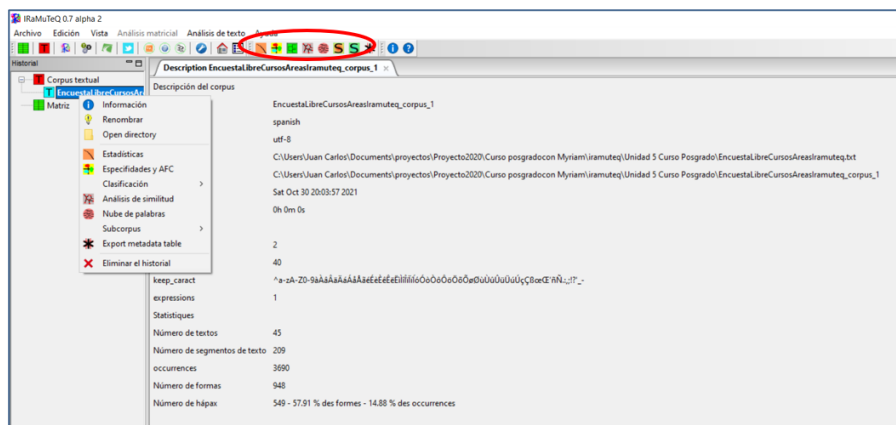 IRaMuTeQ 0.7 alpha 2
Archivo Edición Vista Análisis matricial Análisis de texto Ayuda
Historial
Corpus textual
EncuestaLibreCursosAre
Matriz
Información
Renombrar
Open directory
Estadísticas
Especifidades y AFC
Clasificación
Análisis de similitud
Nube de palabras
Subcorpus
Export metadata table
Eliminar el historial
Description EncuestaLibreCursosAreasIramuteq_corpus_1
Descripción del corpus
EncuestaLibreCursosAreasIramuteq_corpus_1
spanish
utf-8
C:\Users\Juan Carlos\Documents\proyectos\Proyecto2020\Curso posgradocon Myriam\iramuteq\Unidad 5 Curso Posgrado\EncuestaLibreCursosAreasIramuteq.txt
C:\Users\Juan Carlos\Documents\proyectos\Proyecto2020\Curso posgradocon Myriam\iramuteq\Unidad 5 Curso Posgrado\EncuestaLibreCursosAreasIramuteq_corpus_1
Sat Oct 30 20:03:57 2021
0h 0m 0s
2
40
keep_caract
expressions 1
Statistiques
Número de textos 45
Número de segmentos de texto 209
occurrences 3690
Número de formas 948
Número de hápax 549 - 57.91 % des formes - 14.88 % des occurrences